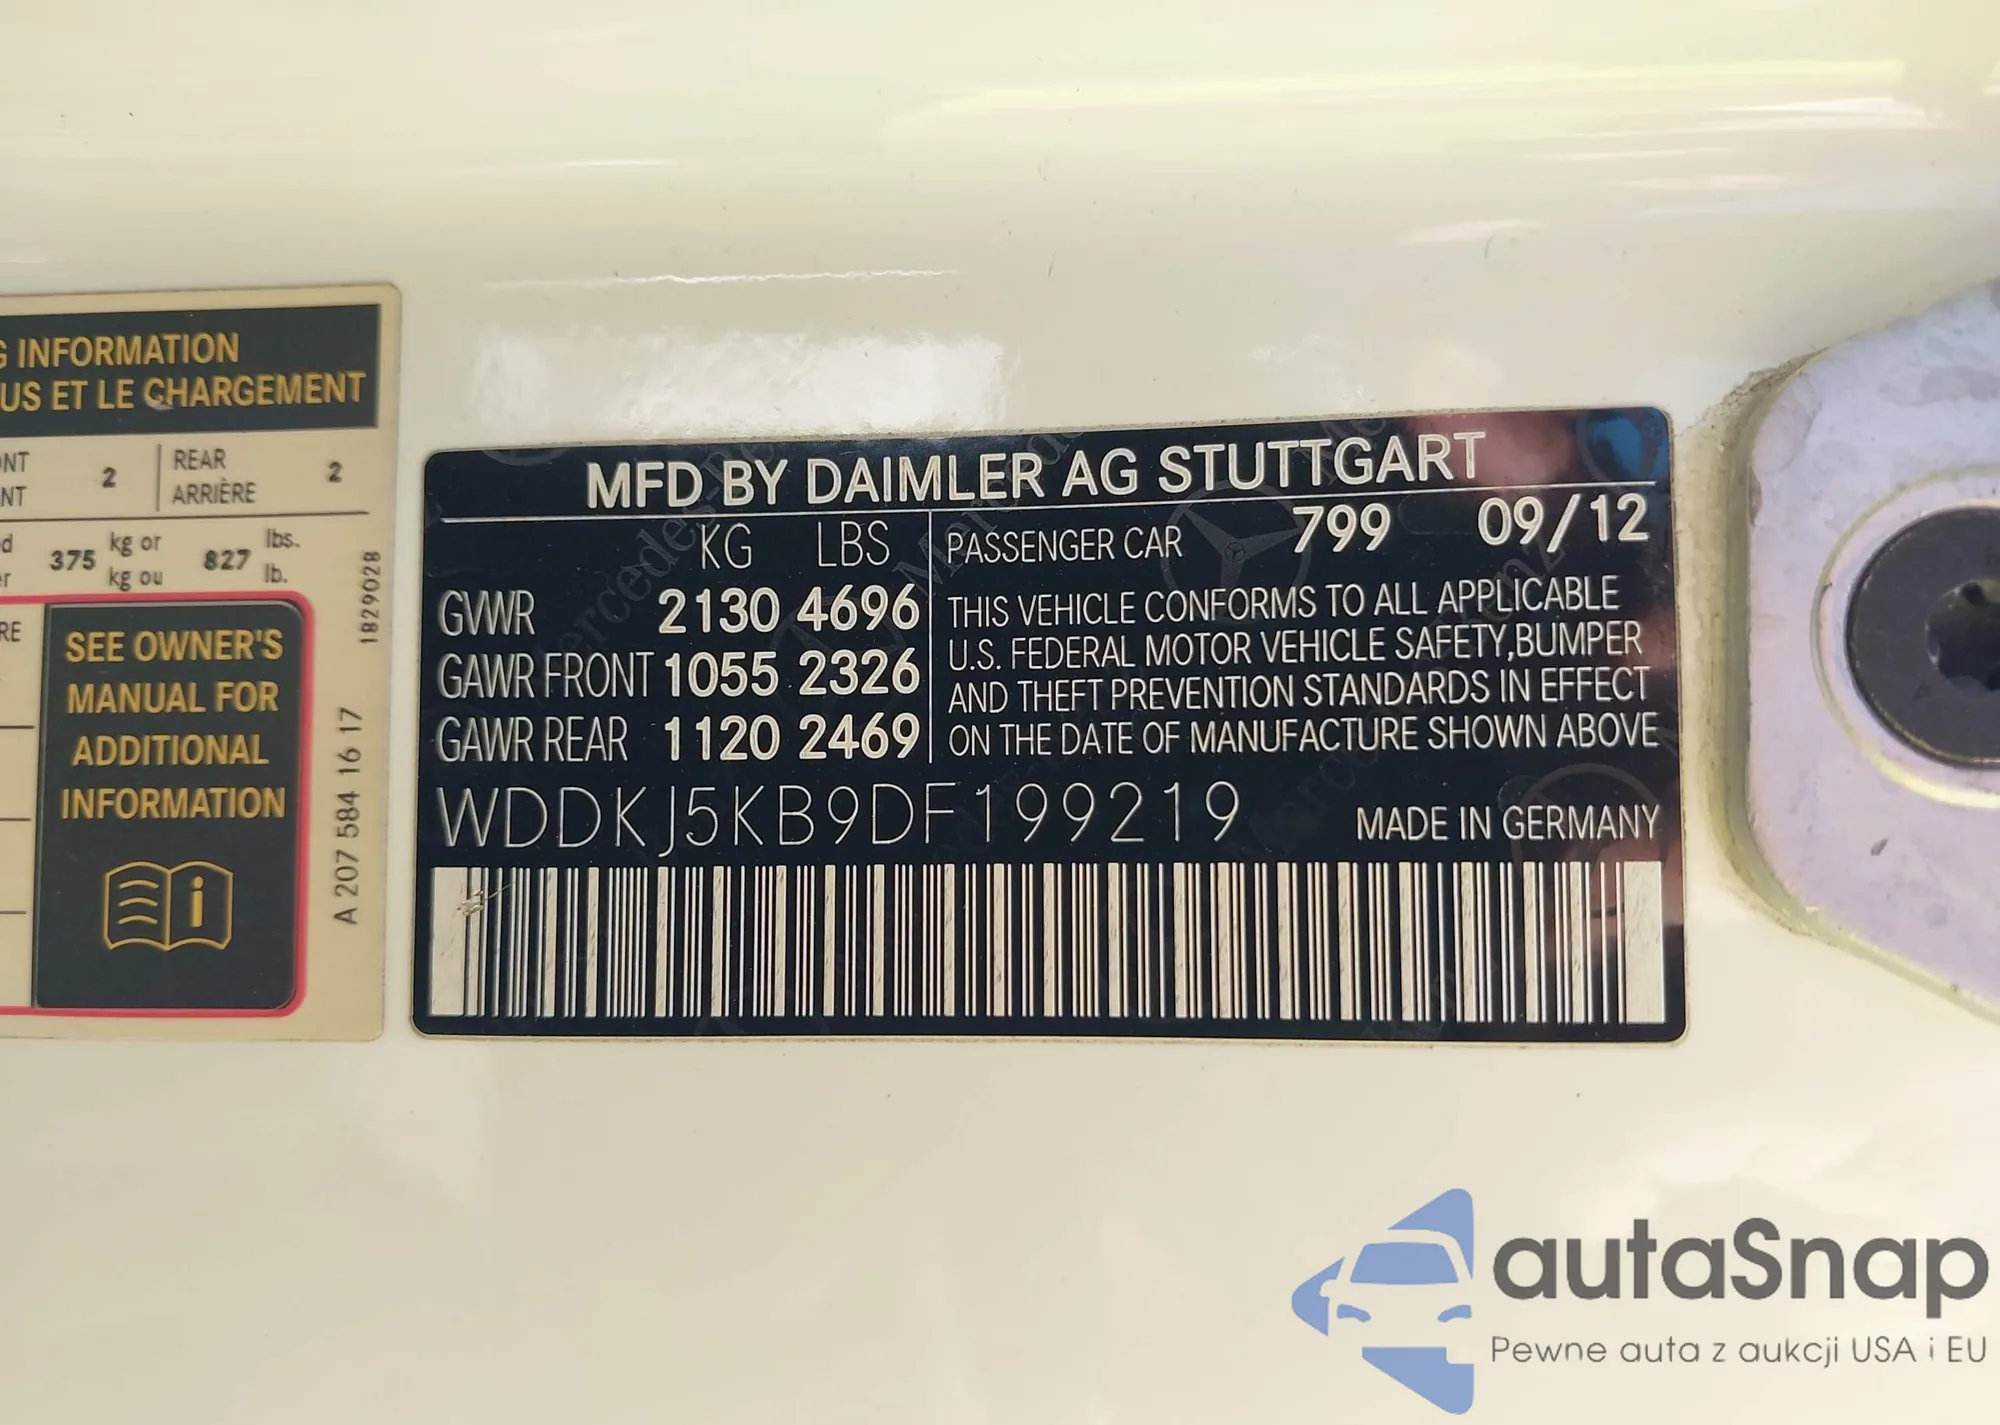 G INFORMATION
US ET LE CHARGEMENT
NT 2 REAR 2
NT ARRIÈRE
375 kg or 827 lbs.
kg ou lb.
SEE OWNER'S
MANUAL FOR
ADDITIONAL
INFORMATION
i
1829028
A 207 584 16 17
MFD BY DAIMLER AG STUTTGART
KG LBS
GVWR 2130 4696
GAWR FRONT 1055 2326
GAWR REAR 1120 2469
PASSENGER CAR 799 09/12
THIS VEHICLE CONFORMS TO ALL APPLICABLE
U.S. FEDERAL MOTOR VEHICLE SAFETY, BUMPER
AND THEFT PREVENTION STANDARDS IN EFFECT
ON THE DATE OF MANUFACTURE SHOWN ABOVE
WDDKJ5KB9DF199219
MADE IN GERMANY
autaSnap
Pewne auta z aukcji USA i EU